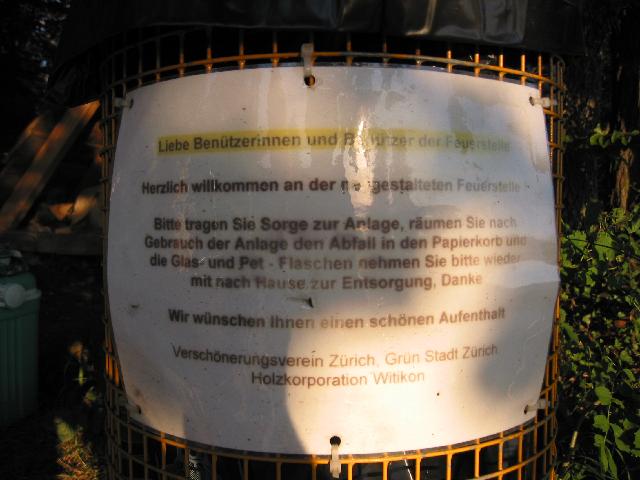 Liebe Benützerinnen und Benützer der Feuerstelle
Herzlich willkommen an der neugestalteten Feuerstelle
Bitte tragen Sie Sorge zur Anlage, räumen Sie nach
Gebrauch der Anlage den Abfall in den Papierkorb und
die Glas- und Pet - Flaschen nehmen Sie bitte wieder
mit nach Hause zur Entsorgung, Danke
Wir wünschen Ihnen einen schönen Aufenthalt
Verschönerungsverein Zürich, Grün Stadt Zürich
Holzkorporation Witikon